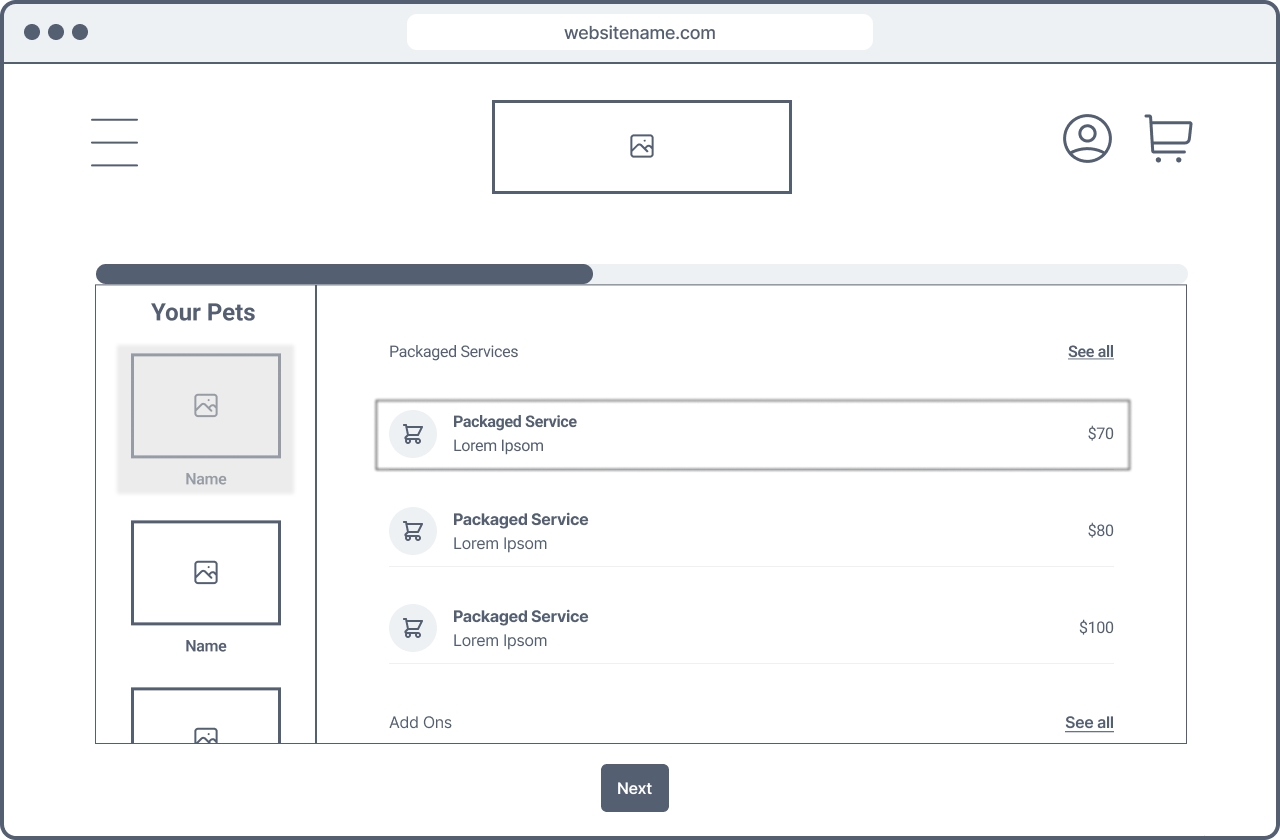 websitename.com
Your Pets
Name
Name
Packaged Services
See all
Packaged Service
Lorem Ipsom
$70
Packaged Service
Lorem Ipsom
$80
Packaged Service
Lorem Ipsom
$100
Add Ons
See all
Next